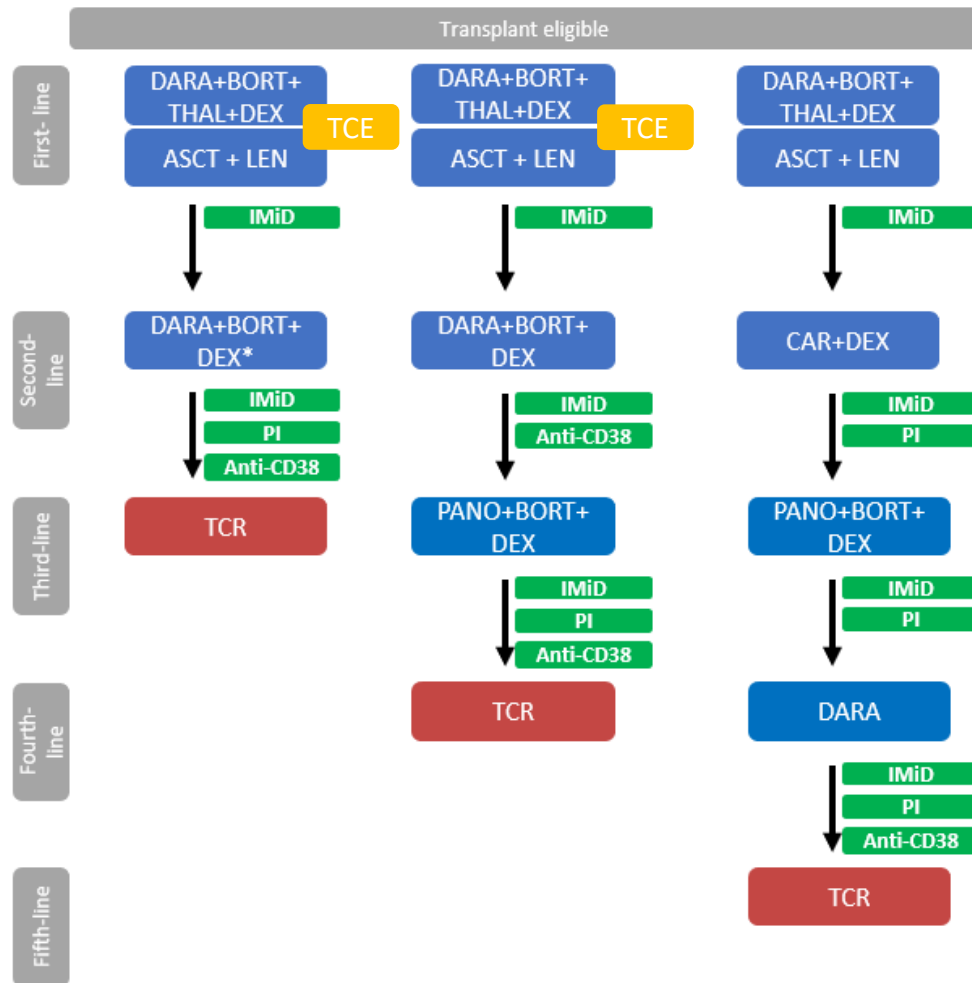 Transplant eligible
First- line
DARA+BORT+
THAL+DEX
TCE
ASCT + LEN
DARA+BORT+
THAL+DEX
TCE
ASCT + LEN
DARA+BORT+
THAL+DEX
ASCT + LEN
IMiD
IMiD
IMiD
Second-
line
DARA+BORT+
DEX*
DARA+BORT+
DEX
CAR+DEX
IMiD
PI
Anti-CD38
IMiD
Anti-CD38
IMiD
PI
Third-line
TCR
PANO+BORT+
DEX
PANO+BORT+
DEX
IMiD
PI
Anti-CD38
IMiD
PI
Fourth-
line
TCR
DARA
IMiD
PI
Anti-CD38
Fifth-line
TCR